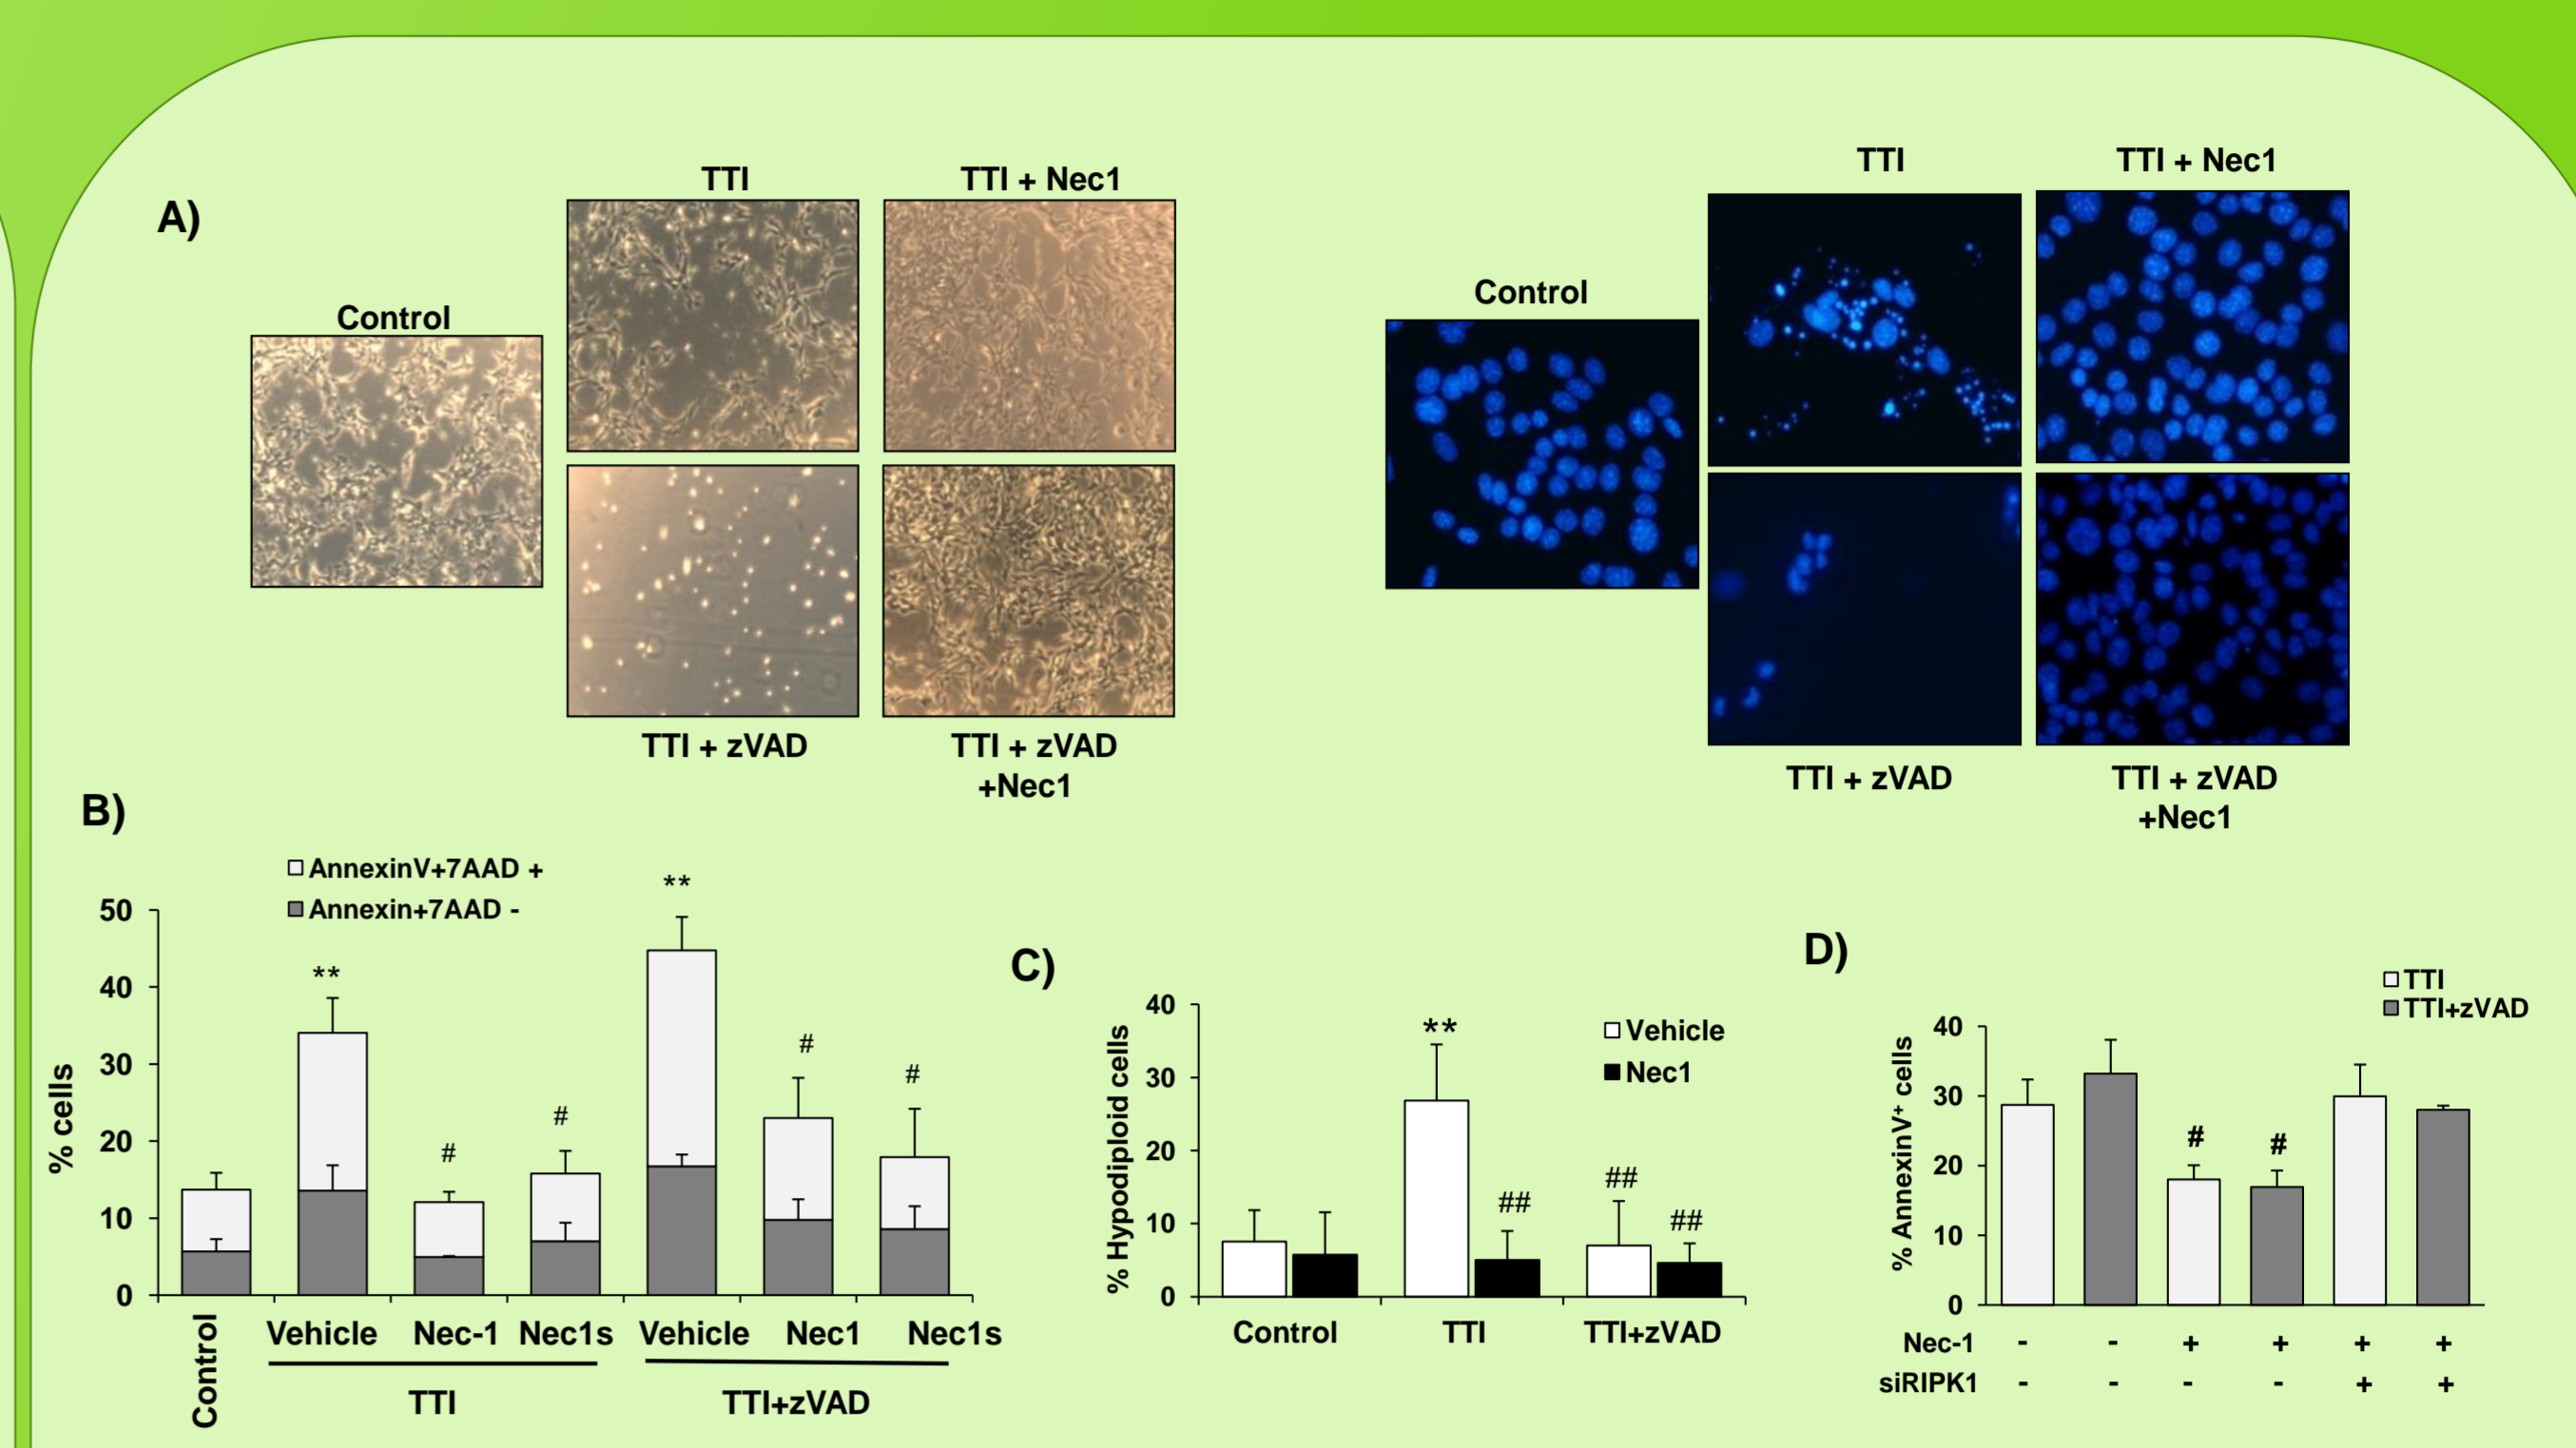 A)
Control
TTI
TTI + Nec1
TTI + zVAD
TTI + zVAD
+Nec1
Control
TTI
TTI + Nec1
TTI + zVAD
TTI + zVAD
+Nec1
B)
AnnexinV+7AAD +
Annexin+7AAD -
% cells
50
40
30
20
10
0
**
#
#
**
#
#
Control
Vehicle Nec-1 Nec1s Vehicle Nec1 Nec1s
TTI TTI+zVAD
C)
% Hypodiploid cells
40
30
20
10
0
Vehicle
Nec1
**
##
##
##
Control TTI TTI+zVAD
D)
TTI
TTI+zVAD
% AnnexinV⁺ cells
40
30
20
10
0
#
#
Nec-1 - - + + + +
siRIPK1 - - - - + +